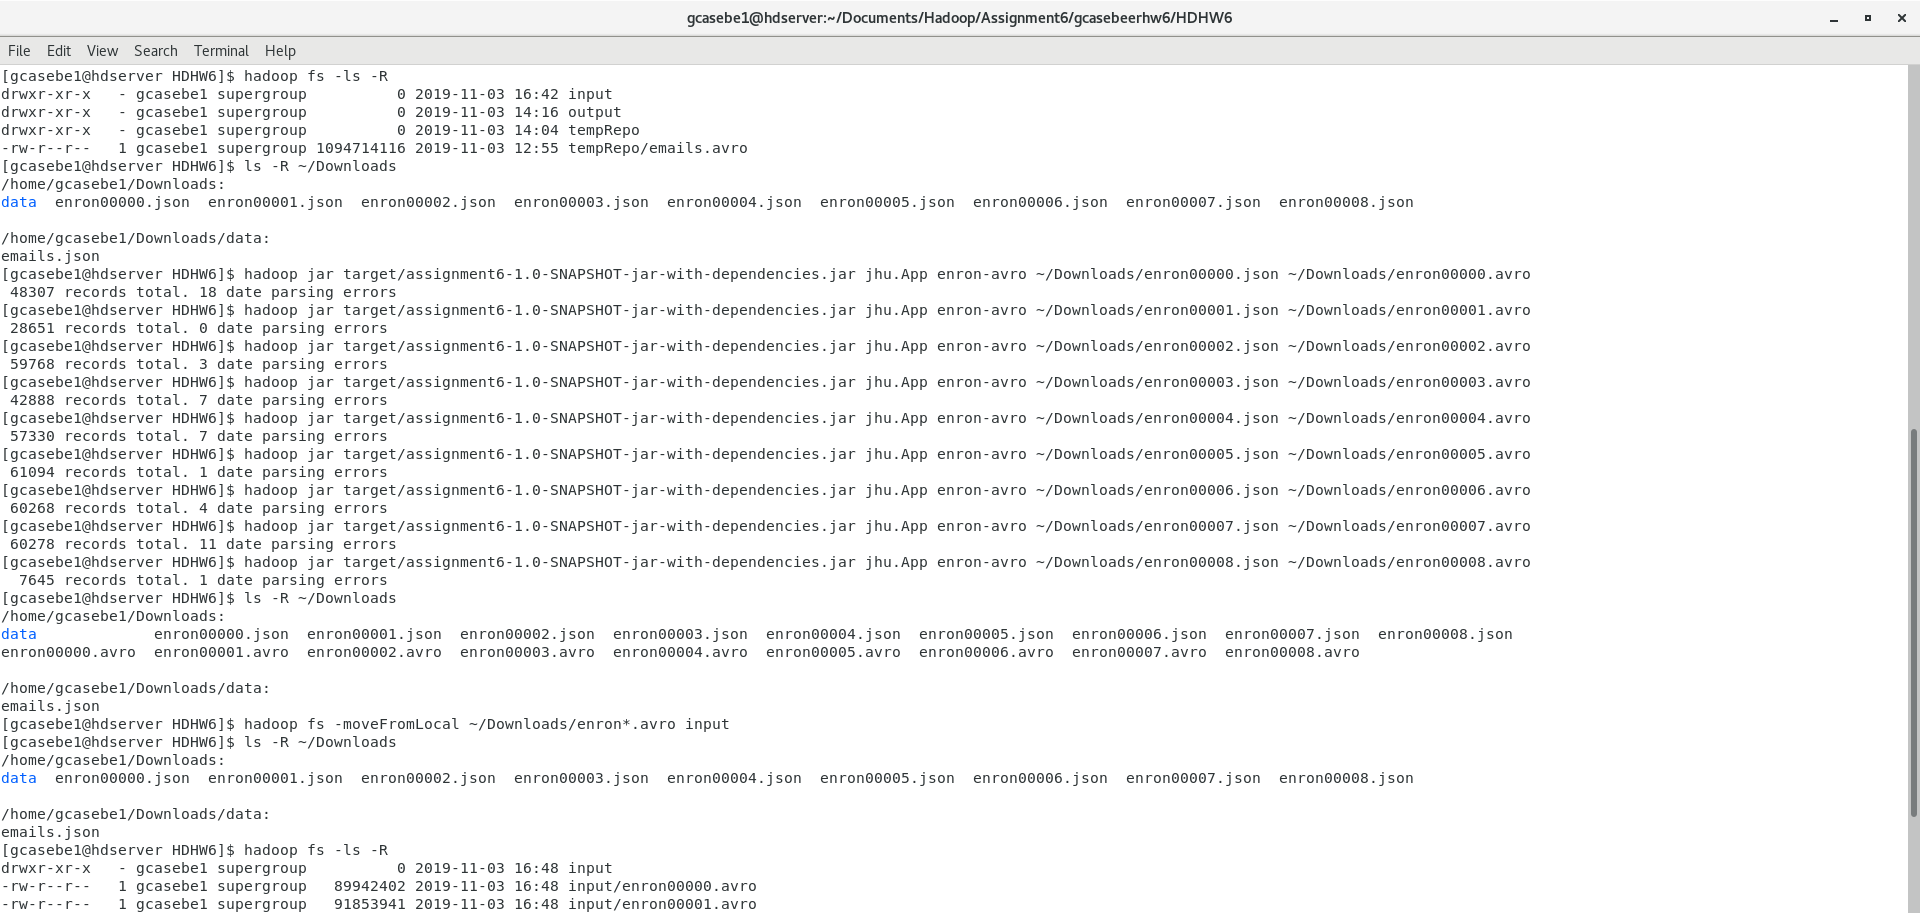 gcasebe1@hdserver:~/Documents/Hadoop/Assignment6/gcasebeerhw6/HDHW6
File Edit View Search Terminal Help
[gcasebe1@hdserver HDHW6]$ hadoop fs -ls -R
drwxr-xr-x   - gcasebe1 supergroup          0 2019-11-03 16:42 input
drwxr-xr-x   - gcasebe1 supergroup          0 2019-11-03 14:16 output
drwxr-xr-x   - gcasebe1 supergroup          0 2019-11-03 14:04 tempRepo
-rw-r--r--   1 gcasebe1 supergroup 1094714116 2019-11-03 12:55 tempRepo/emails.avro
[gcasebe1@hdserver HDHW6]$ ls -R ~/Downloads
/home/gcasebe1/Downloads:
data  enron00000.json  enron00001.json  enron00002.json  enron00003.json  enron00004.json  enron00005.json  enron00006.json  enron00007.json  enron00008.json
/home/gcasebe1/Downloads/data:
emails.json
[gcasebe1@hdserver HDHW6]$ hadoop jar target/assignment6-1.0-SNAPSHOT-jar-with-dependencies.jar jhu.App enron-avro ~/Downloads/enron00000.json ~/Downloads/enron00000.avro
 48307 records total. 18 date parsing errors
[gcasebe1@hdserver HDHW6]$ hadoop jar target/assignment6-1.0-SNAPSHOT-jar-with-dependencies.jar jhu.App enron-avro ~/Downloads/enron00001.json ~/Downloads/enron00001.avro
 28651 records total. 0 date parsing errors
[gcasebe1@hdserver HDHW6]$ hadoop jar target/assignment6-1.0-SNAPSHOT-jar-with-dependencies.jar jhu.App enron-avro ~/Downloads/enron00002.json ~/Downloads/enron00002.avro
 59768 records total. 3 date parsing errors
[gcasebe1@hdserver HDHW6]$ hadoop jar target/assignment6-1.0-SNAPSHOT-jar-with-dependencies.jar jhu.App enron-avro ~/Downloads/enron00003.json ~/Downloads/enron00003.avro
 42888 records total. 7 date parsing errors
[gcasebe1@hdserver HDHW6]$ hadoop jar target/assignment6-1.0-SNAPSHOT-jar-with-dependencies.jar jhu.App enron-avro ~/Downloads/enron00004.json ~/Downloads/enron00004.avro
 57330 records total. 7 date parsing errors
[gcasebe1@hdserver HDHW6]$ hadoop jar target/assignment6-1.0-SNAPSHOT-jar-with-dependencies.jar jhu.App enron-avro ~/Downloads/enron00005.json ~/Downloads/enron00005.avro
 61094 records total. 1 date parsing errors
[gcasebe1@hdserver HDHW6]$ hadoop jar target/assignment6-1.0-SNAPSHOT-jar-with-dependencies.jar jhu.App enron-avro ~/Downloads/enron00006.json ~/Downloads/enron00006.avro
 60268 records total. 4 date parsing errors
[gcasebe1@hdserver HDHW6]$ hadoop jar target/assignment6-1.0-SNAPSHOT-jar-with-dependencies.jar jhu.App enron-avro ~/Downloads/enron00007.json ~/Downloads/enron00007.avro
 60278 records total. 11 date parsing errors
[gcasebe1@hdserver HDHW6]$ hadoop jar target/assignment6-1.0-SNAPSHOT-jar-with-dependencies.jar jhu.App enron-avro ~/Downloads/enron00008.json ~/Downloads/enron00008.avro
  7645 records total. 1 date parsing errors
[gcasebe1@hdserver HDHW6]$ ls -R ~/Downloads
/home/gcasebe1/Downloads:
data             enron00000.json  enron00001.json  enron00002.json  enron00003.json  enron00004.json  enron00005.json  enron00006.json  enron00007.json  enron00008.json
enron00000.avro  enron00001.avro  enron00002.avro  enron00003.avro  enron00004.avro  enron00005.avro  enron00006.avro  enron00007.avro  enron00008.avro
/home/gcasebe1/Downloads/data:
emails.json
[gcasebe1@hdserver HDHW6]$ hadoop fs -moveFromLocal ~/Downloads/enron*.avro input
[gcasebe1@hdserver HDHW6]$ ls -R ~/Downloads
/home/gcasebe1/Downloads:
data  enron00000.json  enron00001.json  enron00002.json  enron00003.json  enron00004.json  enron00005.json  enron00006.json  enron00007.json  enron00008.json
/home/gcasebe1/Downloads/data:
emails.json
[gcasebe1@hdserver HDHW6]$ hadoop fs -ls -R
drwxr-xr-x   - gcasebe1 supergroup          0 2019-11-03 16:48 input
-rw-r--r--   1 gcasebe1 supergroup   89942402 2019-11-03 16:48 input/enron00000.avro
-rw-r--r--   1 gcasebe1 supergroup   91853941 2019-11-03 16:48 input/enron00001.avro